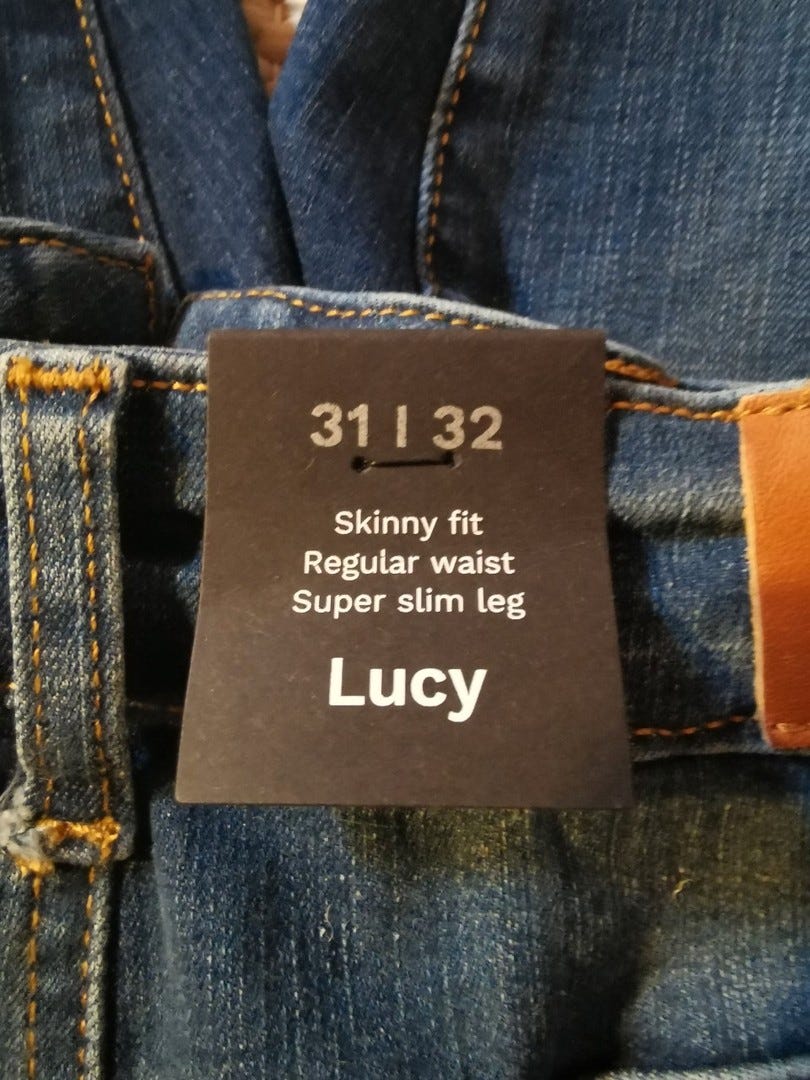 31 | 32
Skinny fit
Regular waist
Super slim leg
Lucy